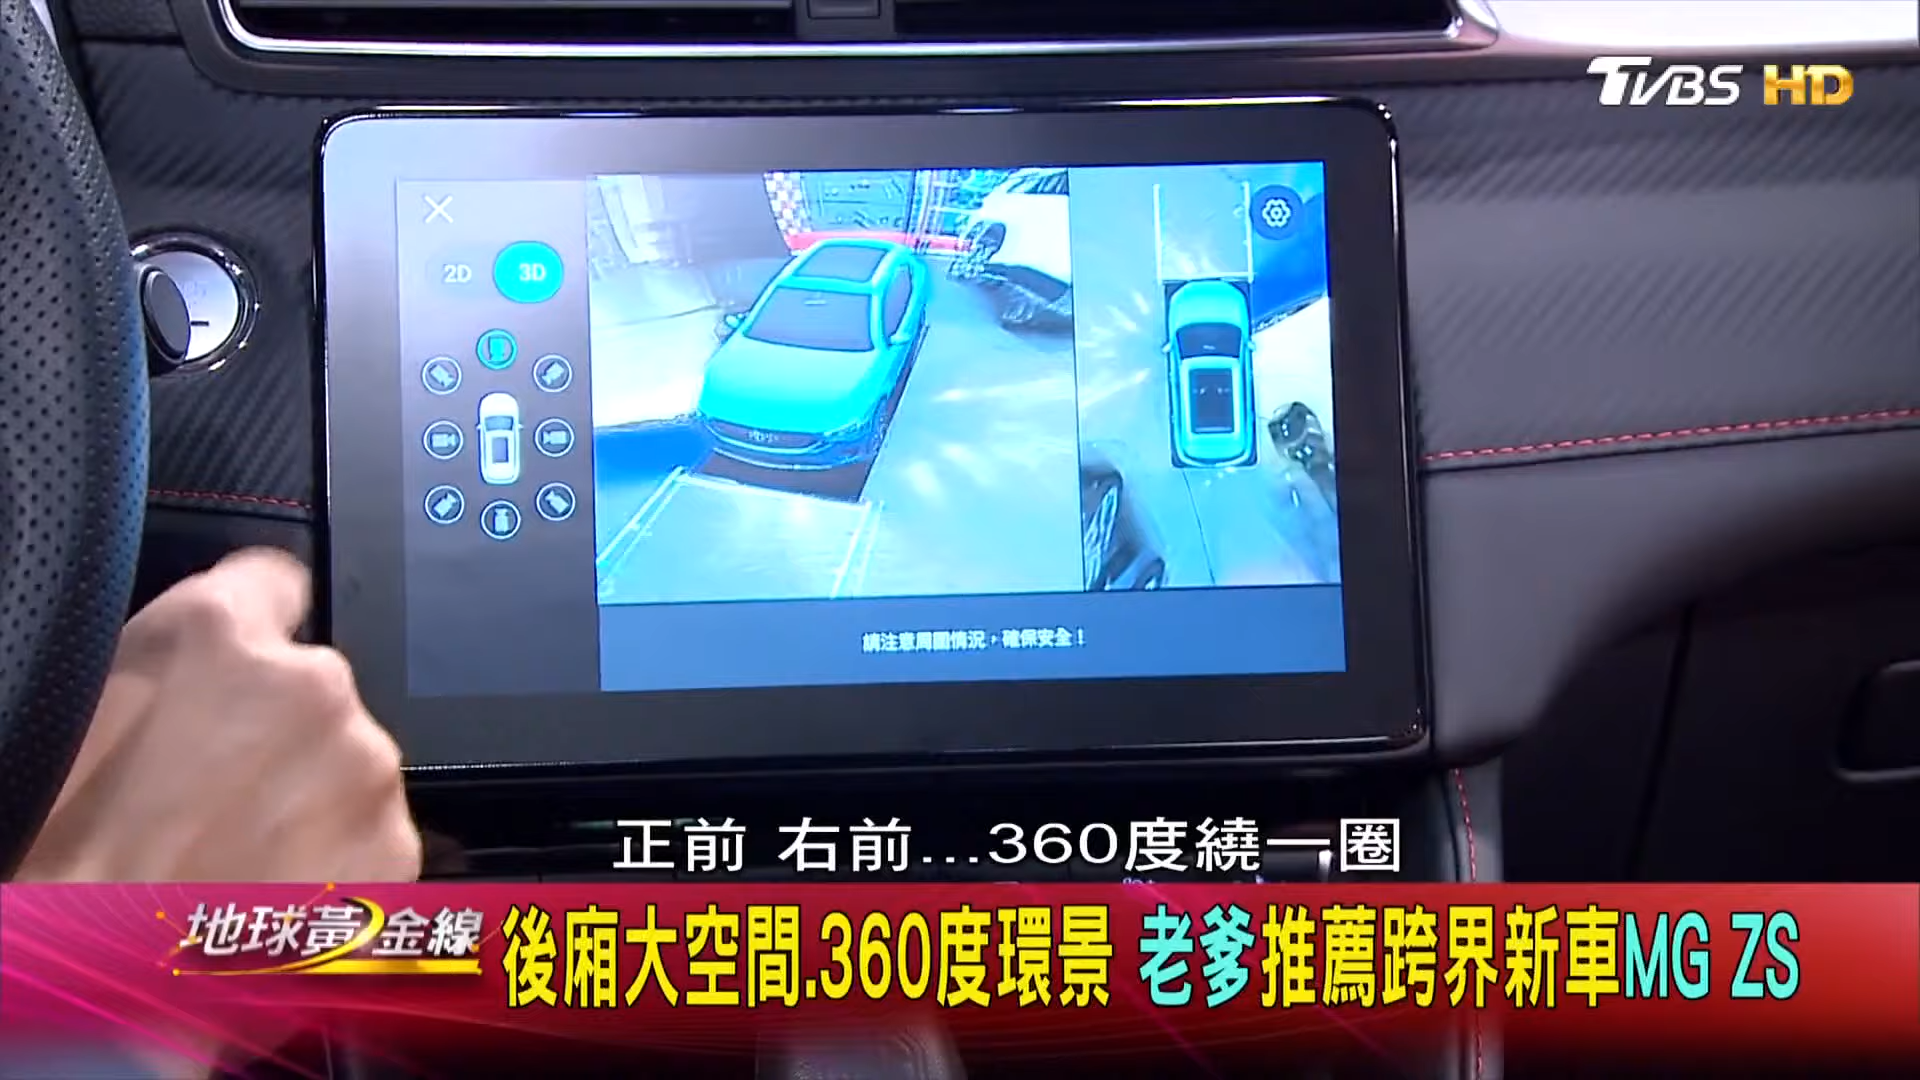 TVBS HD
2D 3D
請注意周圍情況，確保安全！
正前 右前...360度繞一圈
地球黃金線
後廂大空間.360度環景 老爹推薦跨界新車MG ZS